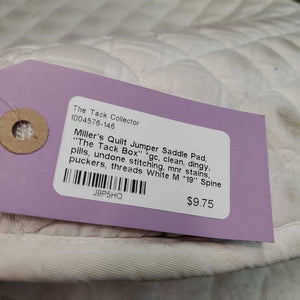 The Tack Collector
1004576-146
Miller's Quilt Jumper Saddle Pad,
"The Tack Box" *gc, clean, dingy,
pills, undone stitching, mnr stains,
puckers, threads White M *19" Spine
J8P5HQ
$9.75